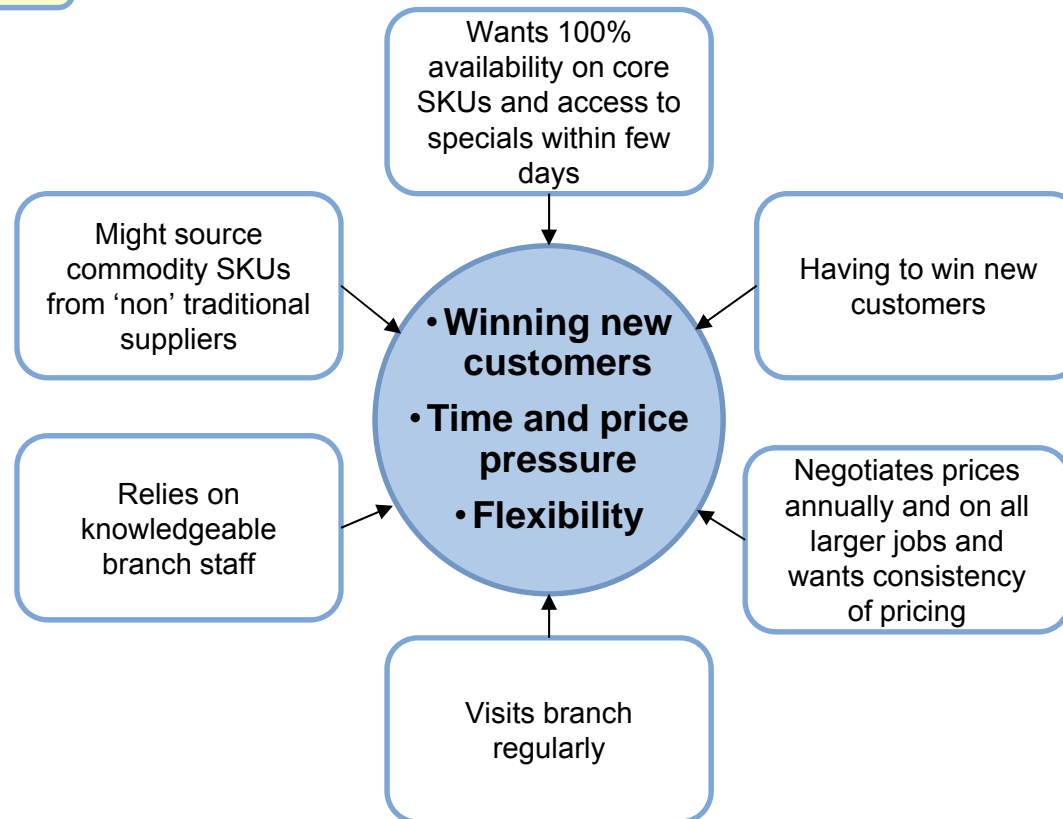 Wants 100%
availability on core
SKUs and access to
specials within few
days
Might source
commodity SKUs
from ‘non’ traditional
suppliers
Having to win new
customers
• Winning new
customers
• Time and price
pressure
• Flexibility
Relies on
knowledgeable
branch staff
Negotiates prices
annually and on all
larger jobs and
wants consistency
of pricing
Visits branch
regularly